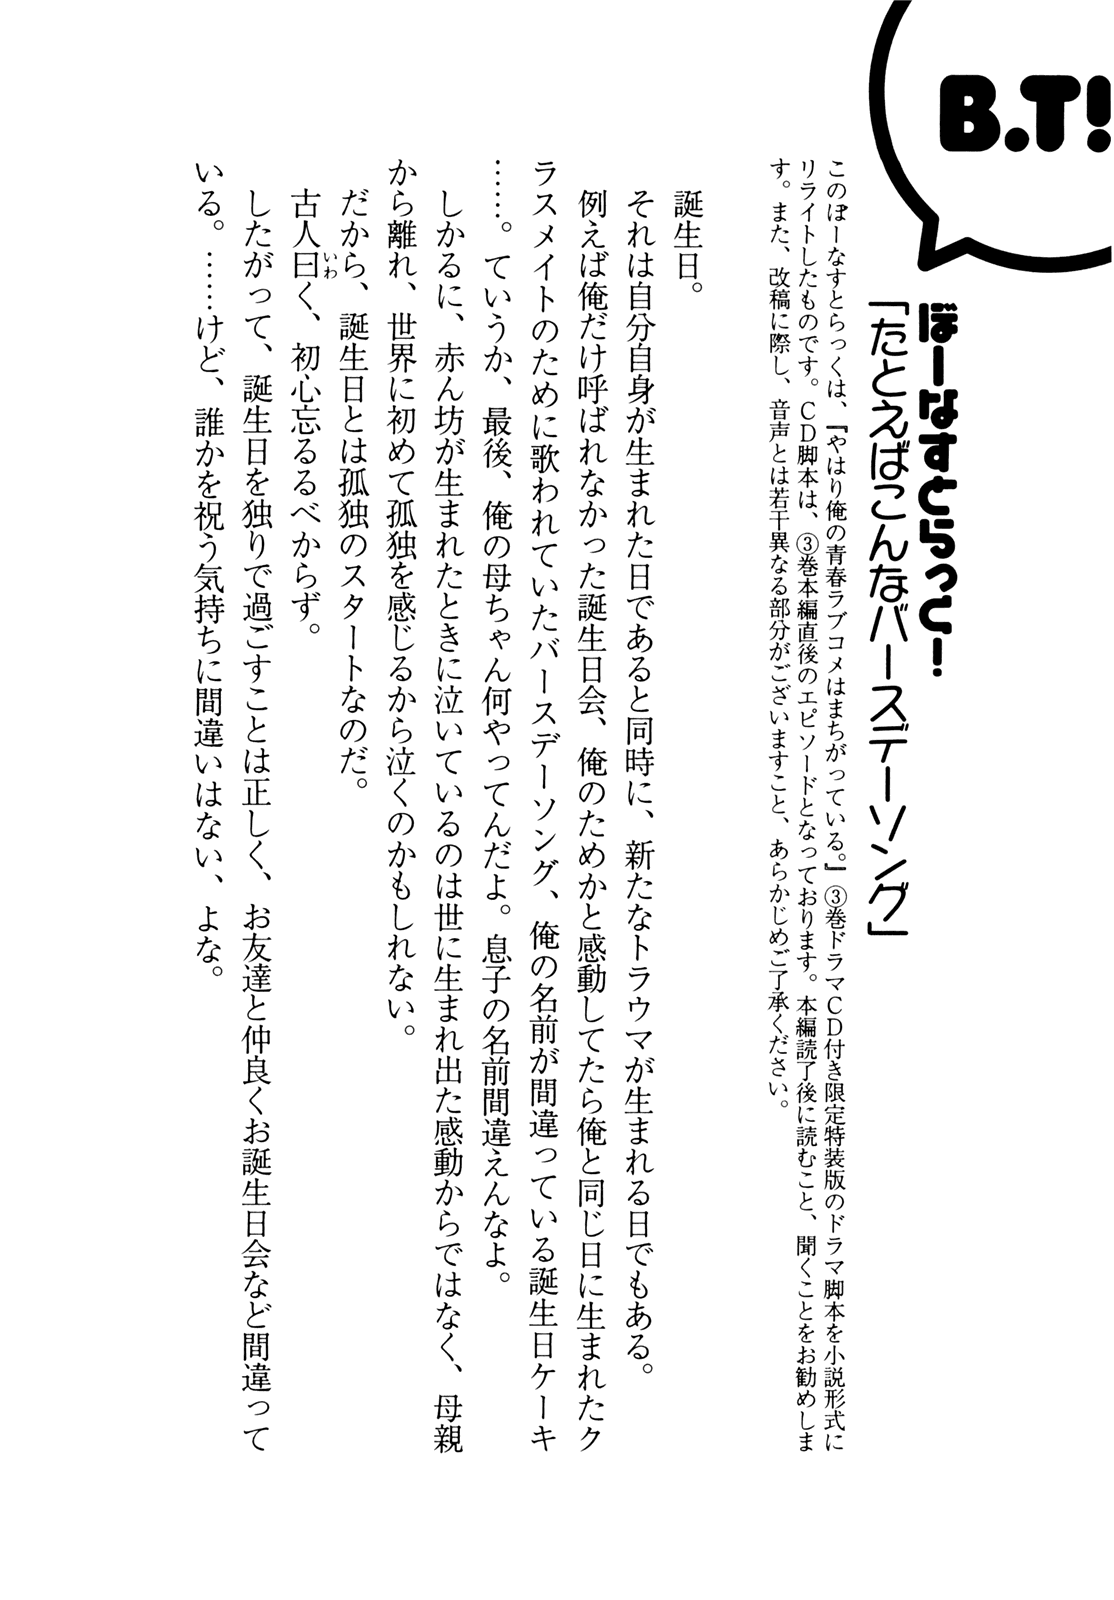 B.T!
ぼーなすとらっく!
「たとえばこんなバースデーソング」
このぼーなすとらっくは、『やはり俺の青春ラブコメはまちがっている。』③巻ドラマCD付き限定特装版のドラマ脚本を小説形式に
リライトしたものです。CD脚本は、③巻本編直後のエピソードとなっております。本編読了後に読むこと、聞くことをお勧めしま
す。また、改稿に際し、音声とは若干異なる部分がございますこと、あらかじめご了承ください。
誕生日。
それは自分自身が生まれた日であると同時に、新たなトラウマが生まれる日でもある。
例えば俺だけ呼ばれなかった誕生日会、俺のためかと感動してたら俺と同じ日に生まれたク
ラスメイトのために歌われていたバースデーソング、俺の名前が間違っている誕生日ケーキ
……。ていうか、最後、俺の母ちゃん何やってんだよ。息子の名前間違えんなよ。
しかるに、赤ん坊が生まれたときに泣いているのは世に生まれ出た感動からではなく、母親
から離れ、世界に初めて孤独を感じるから泣くのかもしれない。
だから、誕生日とは孤独のスタートなのだ。
古人曰く、初心忘るるべからず。
いわ
したがって、誕生日を独りで過ごすことは正しく、お友達と仲良くお誕生日会など間違って
いる。……けど、誰かを祝う気持ちに間違いはない、よな。